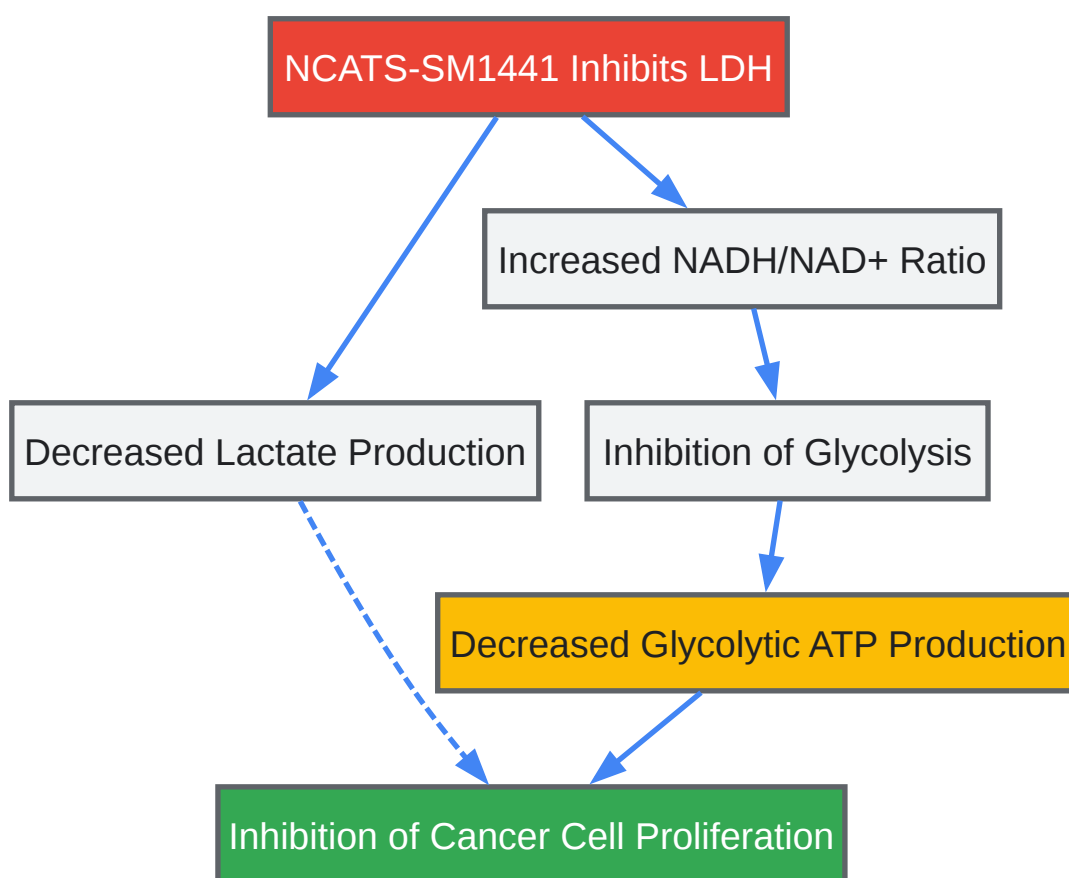 NCATS-SM1441 Inhibits LDH
Increased NADH/NAD+ Ratio
Decreased Lactate Production
Inhibition of Glycolysis
Decreased Glycolytic ATP Production
Inhibition of Cancer Cell Proliferation